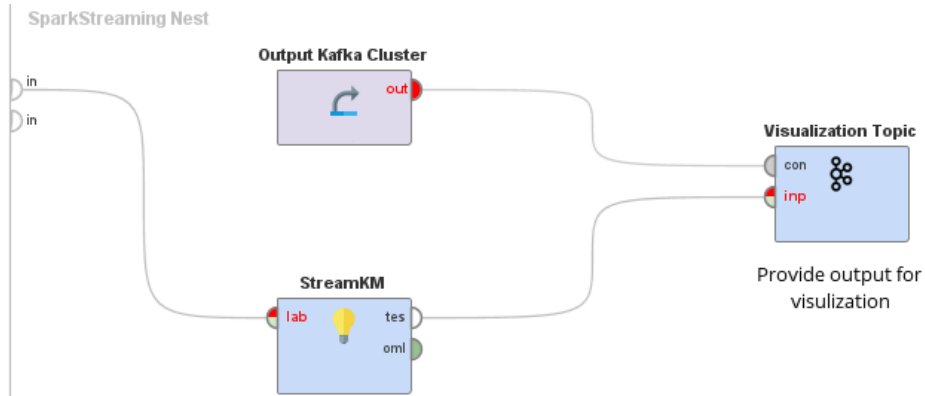 SparkStreaming Nest
in
in
Output Kafka Cluster
out
Visualization Topic
con
inp
Provide output for
visulization
StreamKM
lab
tes
oml